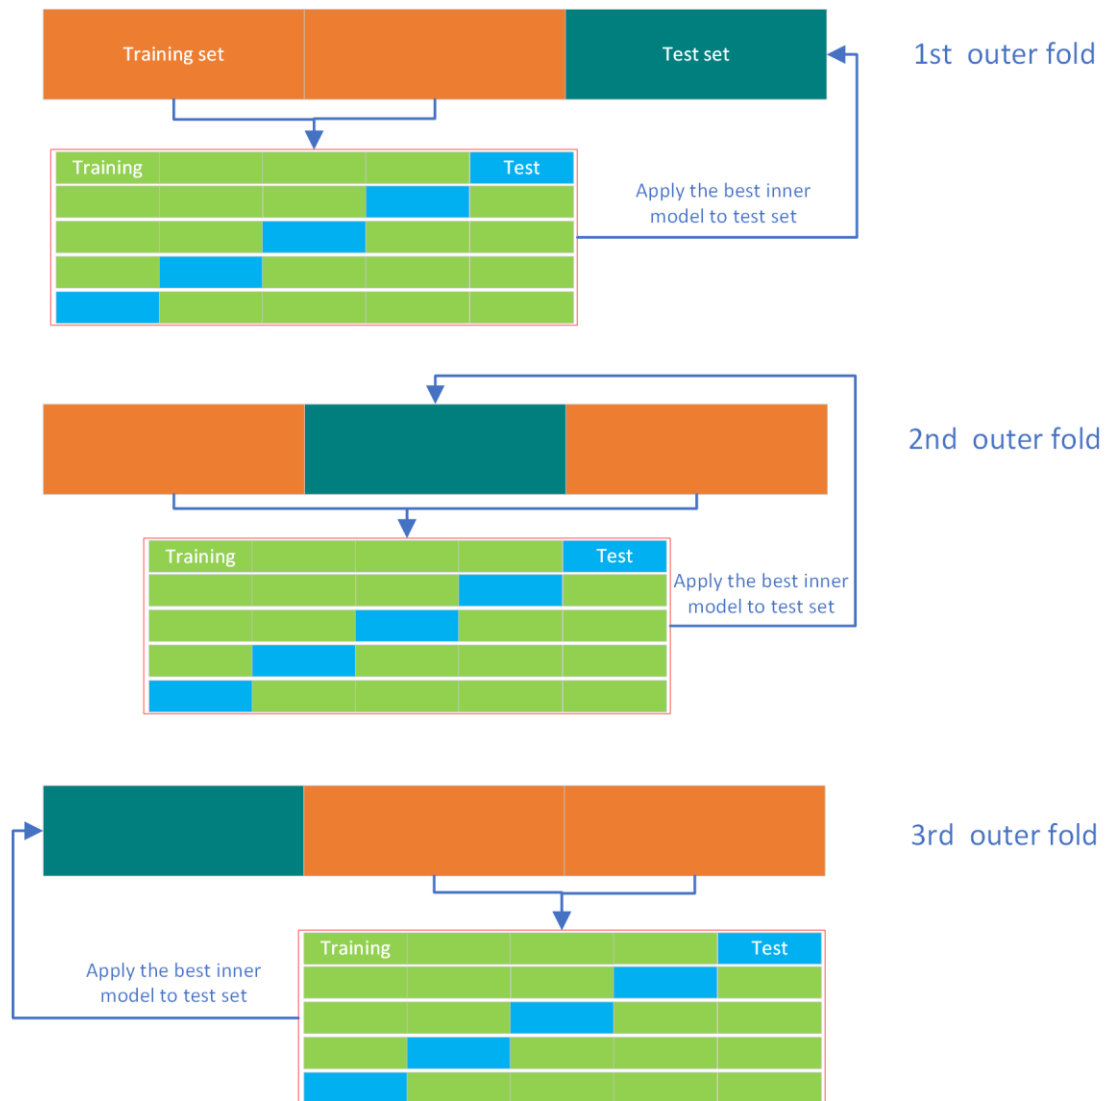 Training set
Test set
1st outer fold
Training
Test
Apply the best inner
model to test set
2nd outer fold
Training
Test
Apply the best inner
model to test set
3rd outer fold
Training
Test
Apply the best inner
model to test set